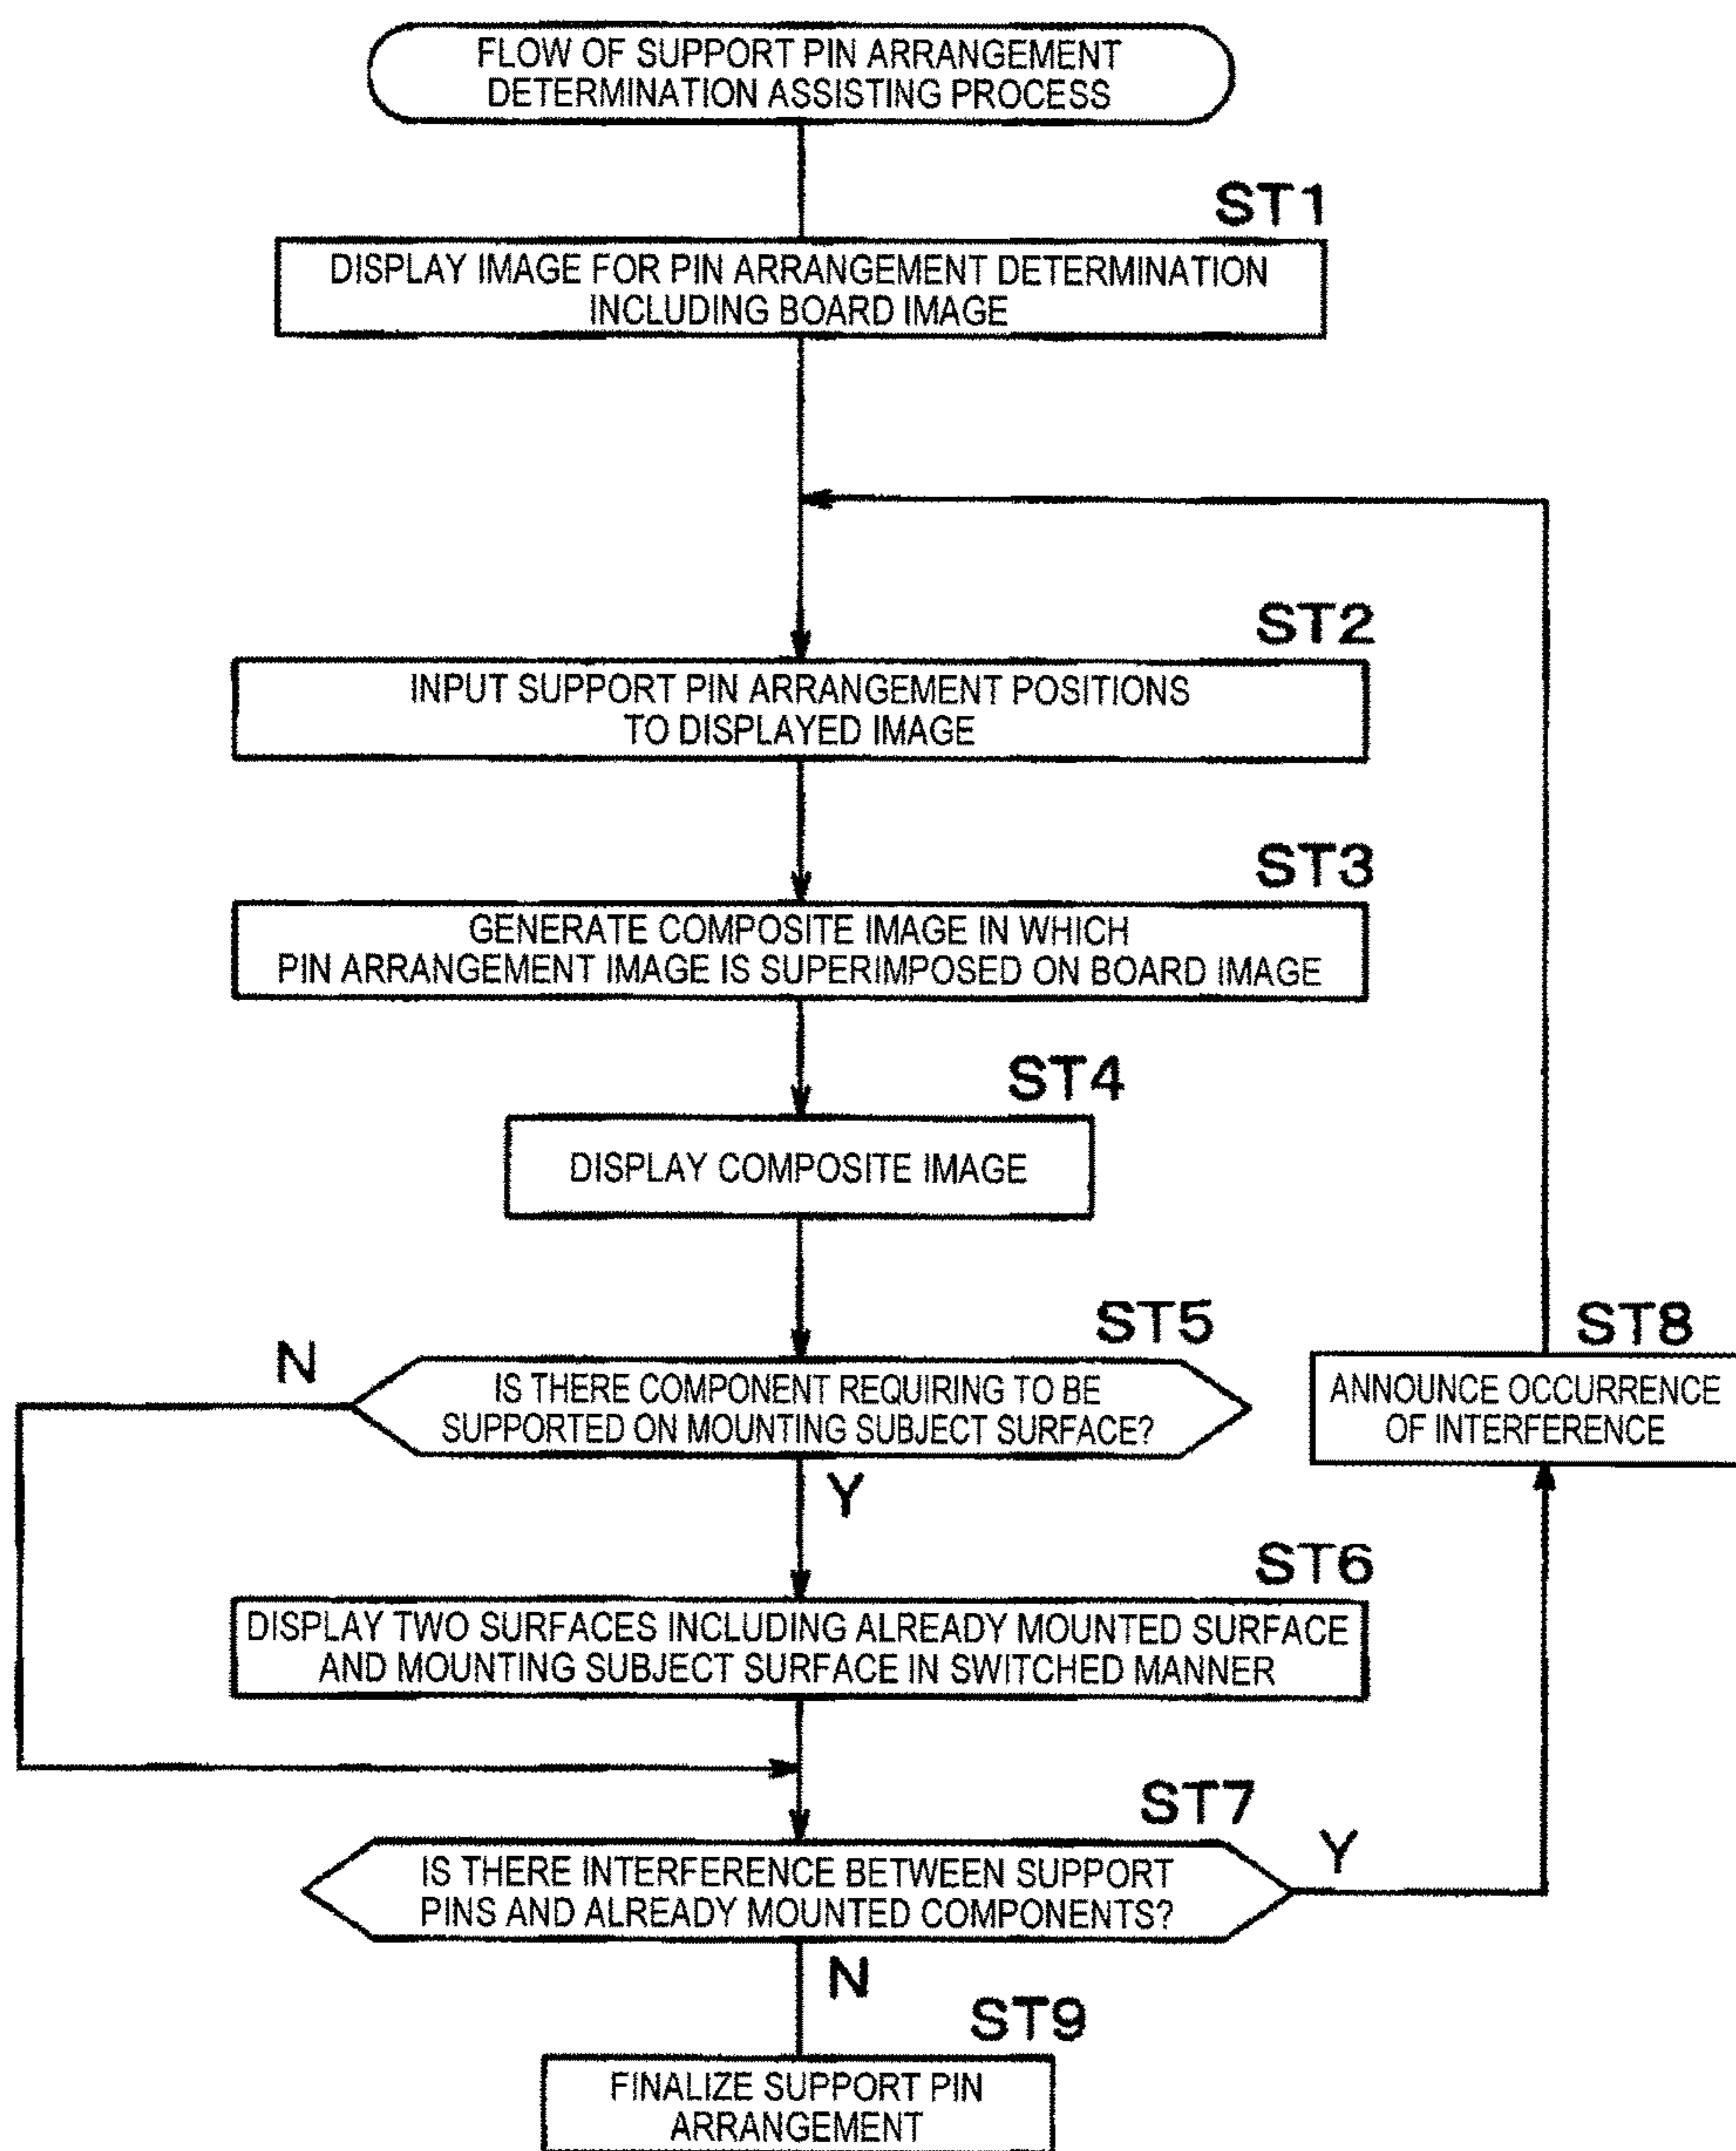 FLOW OF SUPPORT PIN ARRANGEMENT
DETERMINATION ASSISTING PROCESS
ST1
DISPLAY IMAGE FOR PIN ARRANGEMENT DETERMINATION
INCLUDING BOARD IMAGE
ST2
INPUT SUPPORT PIN ARRANGEMENT POSITIONS
TO DISPLAYED IMAGE
ST3
GENERATE COMPOSITE IMAGE IN WHICH
PIN ARRANGEMENT IMAGE IS SUPERIMPOSED ON BOARD IMAGE
ST4
DISPLAY COMPOSITE IMAGE
ST5
N
IS THERE COMPONENT REQUIRING TO BE
SUPPORTED ON MOUNTING SUBJECT SURFACE?
Y
ST8
ANNOUNCE OCCURRENCE
OF INTERFERENCE
ST6
DISPLAY TWO SURFACES INCLUDING ALREADY MOUNTED SURFACE
AND MOUNTING SUBJECT SURFACE IN SWITCHED MANNER
ST7
IS THERE INTERFERENCE BETWEEN SUPPORT
PINS AND ALREADY MOUNTED COMPONENTS?
Y
N
ST9
FINALIZE SUPPORT PIN
ARRANGEMENT